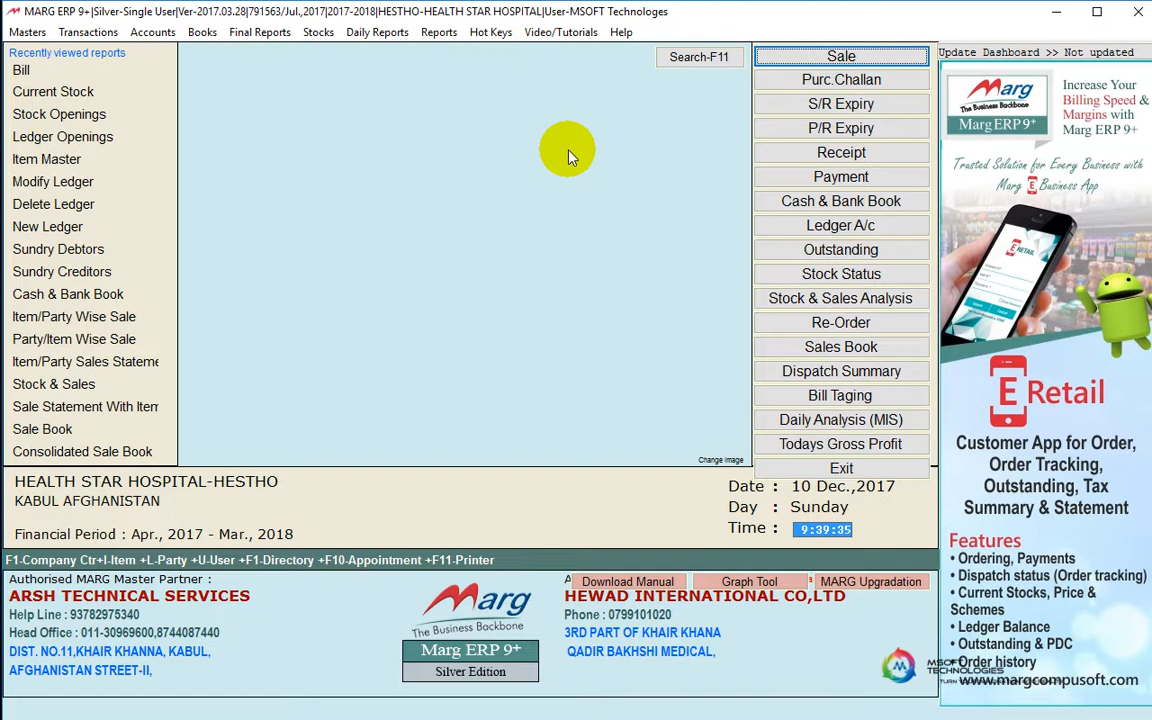 MARG ERP 9+|Silver-Single User|Ver-2017.03.28|791563/Jul.,2017|2017-2018|HESTHO-HEALTH STAR HOSPITAL|User-MSOFT Technologes
Masters Transactions Accounts Books Final Reports Stocks Daily Reports Reports Hot Keys Video/Tutorials Help
Recently viewed reports
Bill
Current Stock
Stock Openings
Ledger Openings
Item Master
Modify Ledger
Delete Ledger
New Ledger
Sundry Debtors
Sundry Creditors
Cash & Bank Book
Item/Party Wise Sale
Party/Item Wise Sale
Item/Party Sales Stateme
Stock & Sales
Sale Statement With Item
Sale Book
Consolidated Sale Book
Search-F11
Change image
Sale
Purc.Challan
S/R Expiry
P/R Expiry
Receipt
Payment
Cash & Bank Book
Ledger A/c
Outstanding
Stock Status
Stock & Sales Analysis
Re-Order
Sales Book
Dispatch Summary
Bill Taging
Daily Analysis (MIS)
Todays Gross Profit
Exit
Update Dashboard >> Not updated
Marg
The Business Backbone
Marg ERP 9+
Increase Your
Billing Speed &
Margins with
Marg ERP 9+
Trusted Solution for Every Business with
Marg E Business App
E RETAIL
E Retail
Customer App for Order,
Order Tracking,
Outstanding, Tax
Summary & Statement
Features
• Ordering, Payments
• Dispatch status (Order tracking)
• Current Stocks, Price &
Schemes
• Ledger Balance
• Outstanding & PDC
• Order history
www.margcompusoft.com
HEALTH STAR HOSPITAL-HESTHO
KABUL AFGHANISTAN
Financial Period : Apr., 2017 - Mar., 2018
Date : 10 Dec.,2017
Day : Sunday
Time : 9:39:35
F1-Company Ctr+I-Item +L-Party +U-User +F1-Directory +F10-Appointment +F11-Printer
Authorised MARG Master Partner :
ARSH TECHNICAL SERVICES
Help Line : 93782975340
Head Office : 011-30969600,8744087440
DIST. NO.11,KHAIR KHANNA, KABUL,
AFGHANISTAN STREET-II,
Marg
The Business Backbone
Marg ERP 9+
Silver Edition
Download Manual
Graph Tool
MARG Upgradation
HEWAD INTERNATIONAL CO,LTD
Phone : 0799101020
3RD PART OF KHAIR KHANA
QADIR BAKHSHI MEDICAL,
MSOFT
TECHNOLOGIES